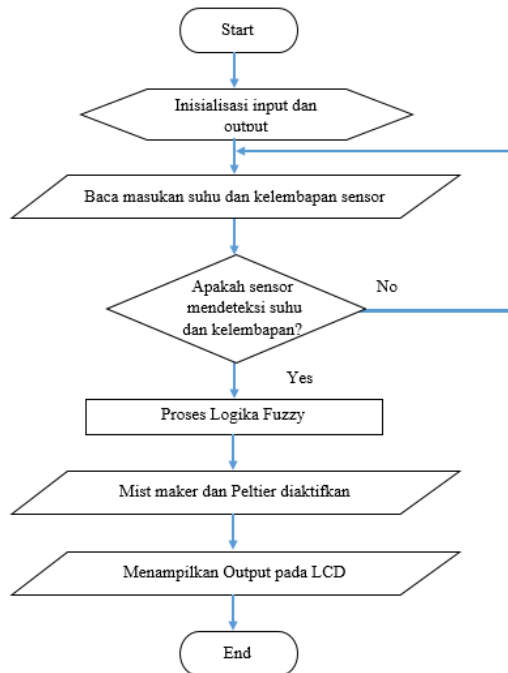 Start
Inisialisasi input dan
output
Baca masukan suhu dan kelembapan sensor
Apakah sensor
mendeteksi suhu
dan kelembapan?
No
Yes
Proses Logika Fuzzy
Mist maker dan Peltier diaktifkan
Menampilkan Output pada LCD
End